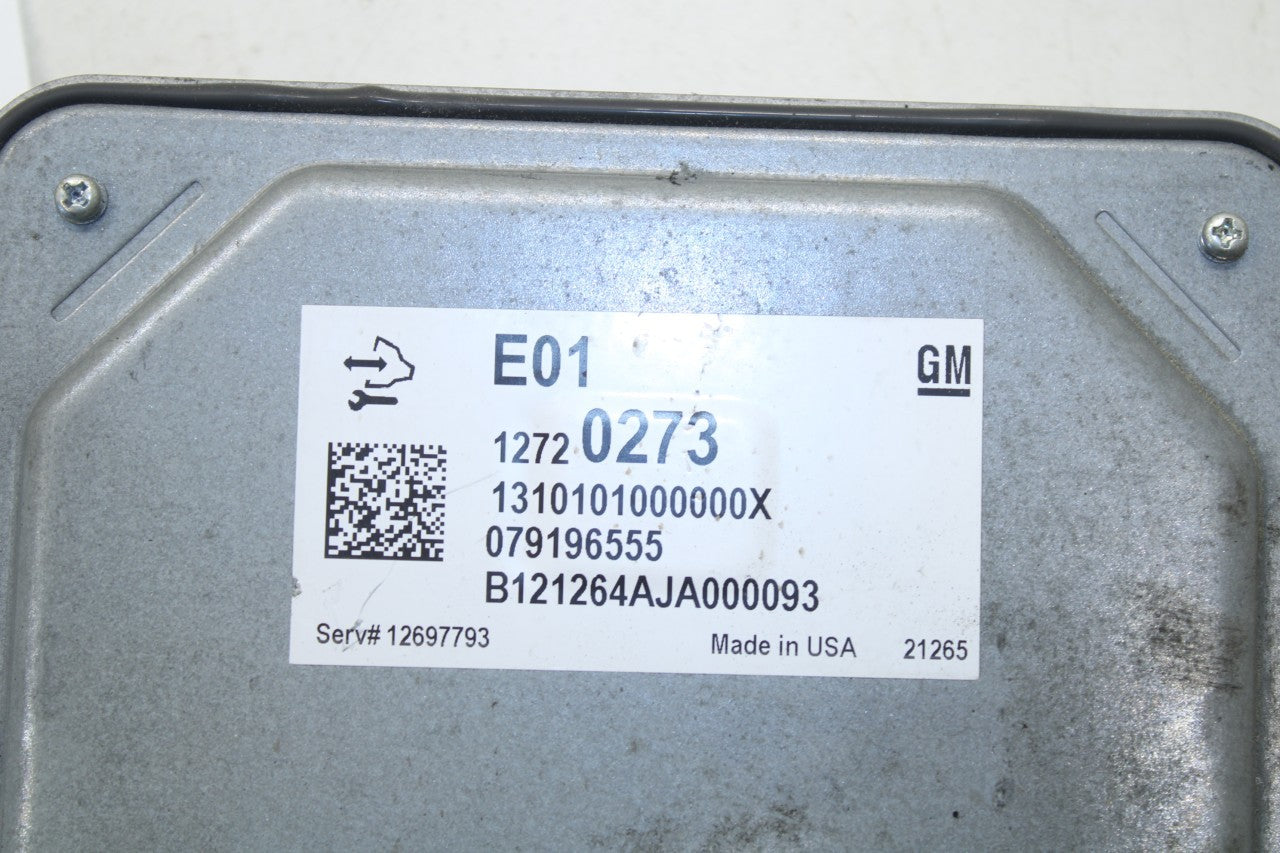 E01
GM
1272 0273
1310101000000X
079196555
B121264AJA000093
Serv# 12697793
Made in USA
21265